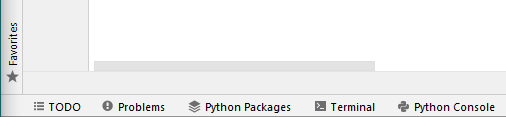 Favorites
TODO
Problems
Python Packages
Terminal
Python Console